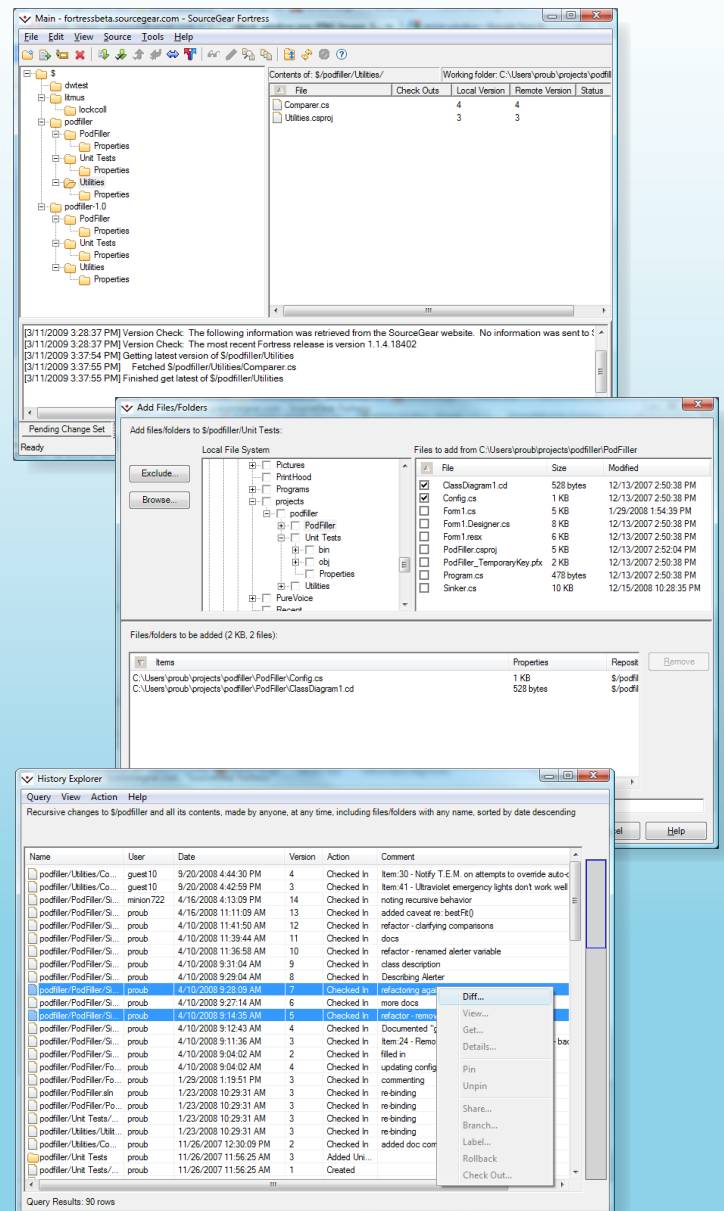 Main - fortressbeta.sourcegear.com - SourceGear Fortress
File Edit View Source Tools Help
$
dwtest
litmus
lockcoll
podfiller
PodFiller
Properties
Unit Tests
Properties
Utilities
Properties
podfiller-1.0
PodFiller
Properties
Unit Tests
Properties
Utilities
Properties
Contents of: $/podfiller/Utilities/ Working folder: C:\Users\proub\projects\podfil
File Check Outs Local Version Remote Version Status
Comparer.cs 4 4
Utilities.csproj 3 3
[3/11/2009 3:28:37 PM] Version Check: The following information was retrieved from the SourceGear website. No information was sent to S
[3/11/2009 3:28:37 PM] Version Check: The most recent Fortress release is version 1.1.4.18402
[3/11/2009 3:37:54 PM] Getting latest version of $/podfiller/Utilities
[3/11/2009 3:37:55 PM] Fetched $/podfiller/Utilities/Comparer.cs
[3/11/2009 3:37:55 PM] Finished get latest of $/podfiller/Utilities
Pending Change Set
Ready
Add Files/Folders
Add files/folders to $/podfiller/Unit Tests:
Local File System
Exclude...
Browse...
Pictures
PrintHood
Programs
projects
podfiller
PodFiller
Unit Tests
bin
obj
Properties
Utilities
PureVoice
Recent
Files to add from C:\Users\proub\projects\podfiller\PodFiller
File Size Modified
ClassDiagram1.cd 528 bytes 12/13/2007 2:50:38 PM
Config.cs 1 KB 12/13/2007 2:50:38 PM
Form1.cs 5 KB 1/29/2008 1:54:39 PM
Form1.Designer.cs 8 KB 12/13/2007 2:50:38 PM
Form1.resx 6 KB 12/13/2007 2:50:38 PM
PodFiller.csproj 5 KB 12/13/2007 2:52:04 PM
PodFiller_TemporaryKey.pfx 2 KB 12/13/2007 2:50:38 PM
Program.cs 478 bytes 12/13/2007 2:50:38 PM
Sinker.cs 10 KB 12/15/2008 10:28:35 PM
Files/folders to be added (2 KB, 2 files):
Items Properties Reposit
C:\Users\proub\projects\podfiller\PodFiller\Config.cs 1 KB $/podfil
C:\Users\proub\projects\podfiller\PodFiller\ClassDiagram1.cd 528 bytes $/podfil
Remove
el Help
History Explorer
Query View Action Help
Recursive changes to $/podfiller and all its contents, made by anyone, at any time, including files/folders with any name, sorted by date descending
Name User Date Version Action Comment
podfiller/Utilities/Co... guest10 9/20/2008 4:44:30 PM 4 Checked In Item:30 - Notify T.E.M. on attempts to override auto-c
podfiller/Utilities/Co... guest10 9/20/2008 4:42:59 PM 3 Checked In Item:41 - Ultraviolet emergency lights don't work well
podfiller/PodFiller/Si... minion722 4/16/2008 4:13:09 PM 14 Checked In noting recursive behavior
podfiller/PodFiller/Si... proub 4/16/2008 11:11:09 AM 13 Checked In added caveat re: bestFit()
podfiller/PodFiller/Si... proub 4/10/2008 11:41:50 AM 12 Checked In refactor - clarifying comparisons
podfiller/PodFiller/Si... proub 4/10/2008 11:39:44 AM 11 Checked In docs
podfiller/PodFiller/Si... proub 4/10/2008 11:36:58 AM 10 Checked In refactor - renamed alerter variable
podfiller/PodFiller/Si... proub 4/10/2008 9:31:04 AM 9 Checked In class description
podfiller/PodFiller/Si... proub 4/10/2008 9:29:04 AM 8 Checked In Describing Alerter
podfiller/PodFiller/Si... proub 4/10/2008 9:28:09 AM 7 Checked In refactoring agai
podfiller/PodFiller/Si... proub 4/10/2008 9:27:14 AM 6 Checked In more docs
podfiller/PodFiller/Si... proub 4/10/2008 9:14:35 AM 5 Checked In refactor - remov
podfiller/PodFiller/Si... proub 4/10/2008 9:12:43 AM 4 Checked In Documented "g
podfiller/PodFiller/Si... proub 4/10/2008 9:11:36 AM 3 Checked In Item:24 - Remo bac
podfiller/PodFiller/Si... proub 4/10/2008 9:04:02 AM 2 Checked In filled in
podfiller/PodFiller/Fo... proub 4/10/2008 9:04:02 AM 4 Checked In updating config
podfiller/PodFiller/Fo... proub 1/29/2008 1:19:51 PM 3 Checked In commenting
podfiller/PodFiller.sln proub 1/23/2008 10:29:31 AM 3 Checked In re-binding
podfiller/PodFiller/Po... proub 1/23/2008 10:29:31 AM 3 Checked In re-binding
podfiller/Unit Tests/... proub 1/23/2008 10:29:31 AM 3 Checked In re-binding
podfiller/Utilities/Utilit... proub 1/23/2008 10:29:31 AM 3 Checked In re-binding
podfiller/Utilities/Co... proub 11/26/2007 12:30:09 PM 2 Checked In added doc com
podfiller/Unit Tests proub 11/26/2007 11:56:25 AM 3 Added Uni...
podfiller/Unit Tests/... proub 11/26/2007 11:56:25 AM 1 Created
Diff...
View...
Get...
Details...
Pin
Unpin
Share...
Branch...
Label...
Rollback
Check Out...
Query Results: 90 rows